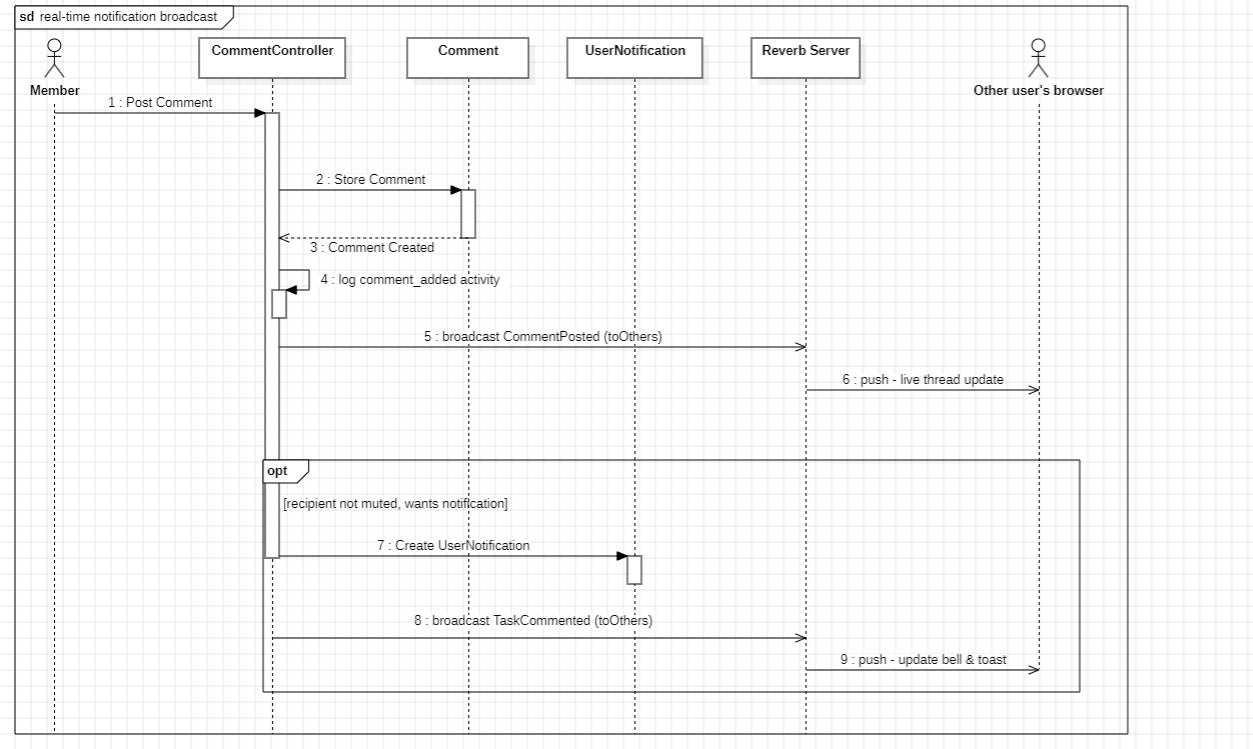 sd real-time notification broadcast
CommentController
Comment
UserNotification
Reverb Server
Member
Other user's browser
1 : Post Comment
2 : Store Comment
3 : Comment Created
4 : log comment_added activity
5 : broadcast CommentPosted (toOthers)
6 : push - live thread update
opt
[recipient not muted, wants notification]
7 : Create UserNotification
8 : broadcast TaskCommented (toOthers)
9 : push - update bell & toast